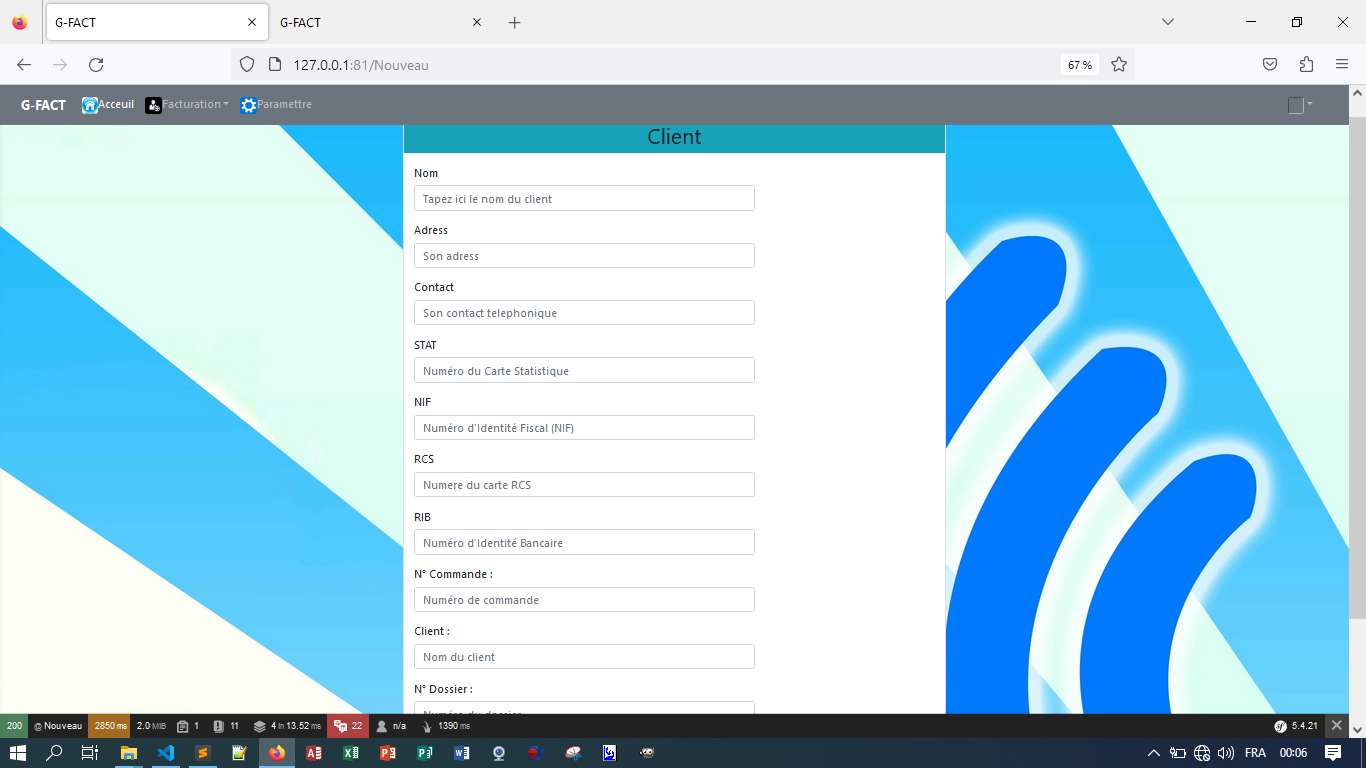 G-FACT
G-FACT
127.0.0.1:81/Nouveau
67 %
G-FACT Acceuil Facturation Paramettre
Client
Nom
Tapez ici le nom du client
Adress
Son adress
Contact
Son contact telephonique
STAT
Numéro du Carte Statistique
NIF
Numéro d'Identité Fiscal (NIF)
RCS
Numere du carte RCS
RIB
Numéro d'Identité Bancaire
N° Commande :
Numéro de commande
Client :
Nom du client
N° Dossier :
Numéro du dossier
200 @ Nouveau 2850 ms 2.0 MiB 1 11 4 in 13.52 ms 22 n/a 1390 ms 5.4.21
FRA 00:06